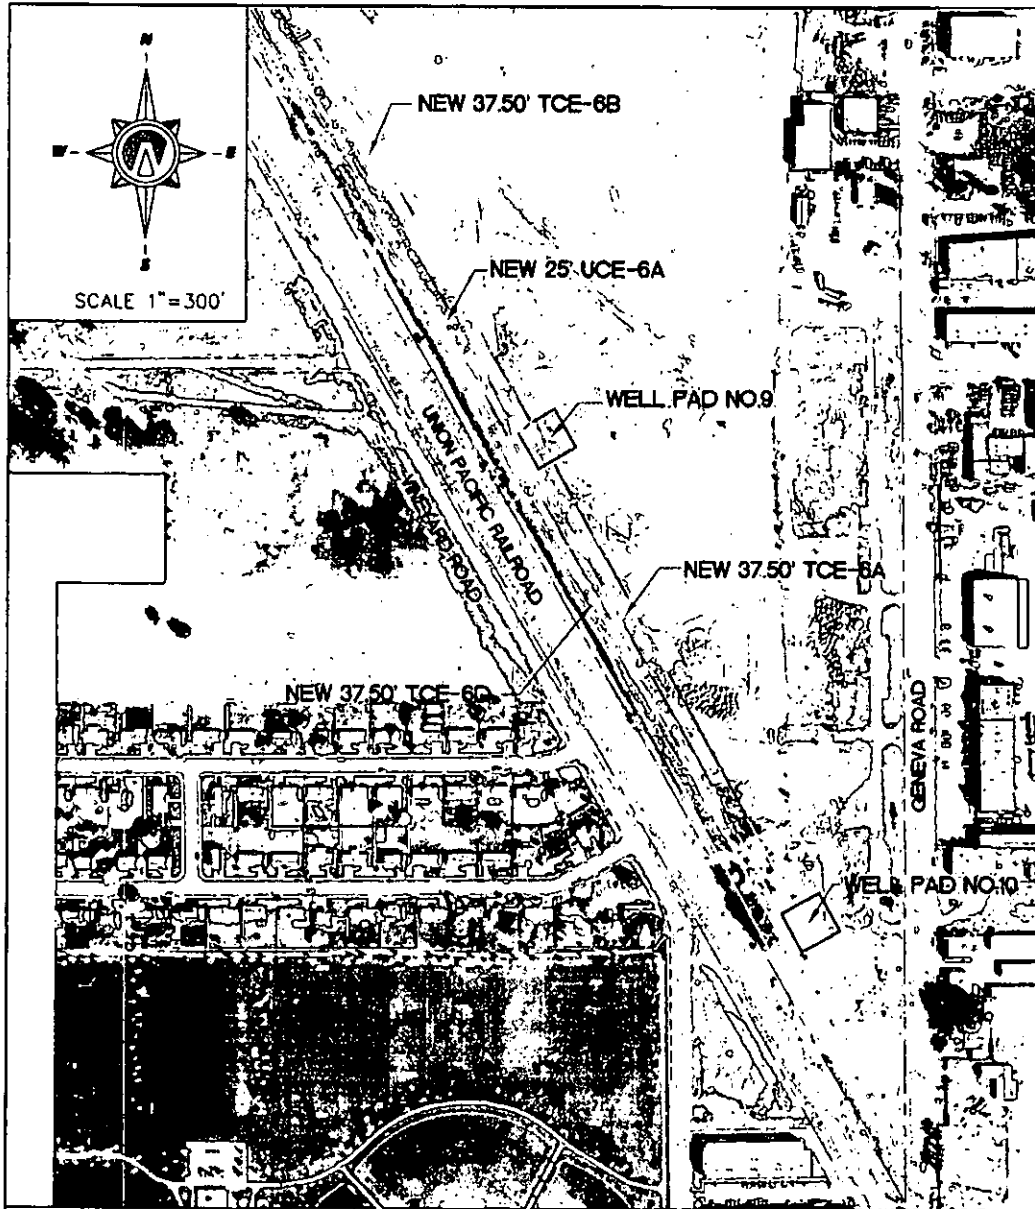 N
W
E
S
SCALE 1"=300'
NEW 37.50' TCE-6B
NEW 25' UCE-6A
WELL PAD NO.9
UNION PACIFIC RAILROAD
VINEYARD ROAD
NEW 37.50' TCE-6A
NEW 37.50' TCE-6D
GENEVA ROAD
WELL PAD NO.10